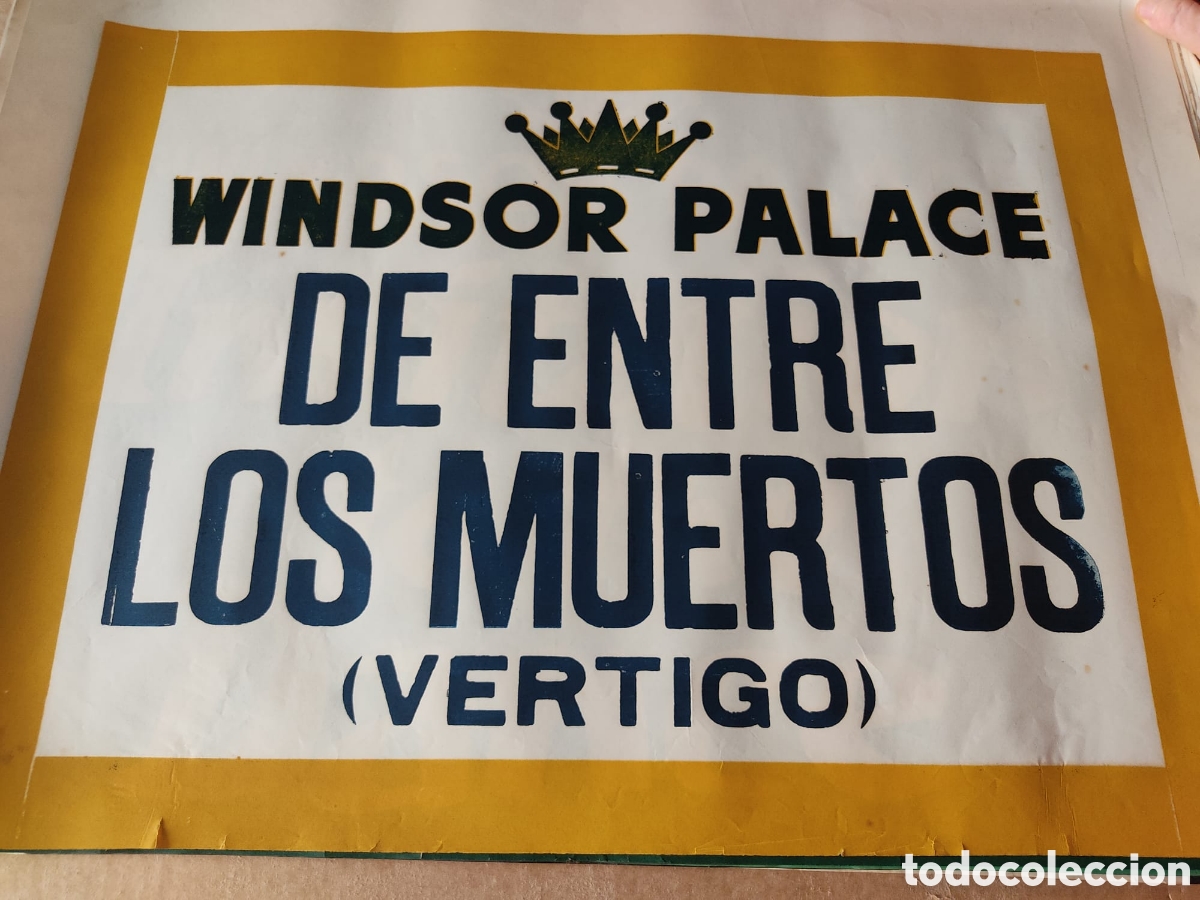 WINDSOR PALACE
DE ENTRE
LOS MUERTOS
(VERTIGO)
todocoleccion